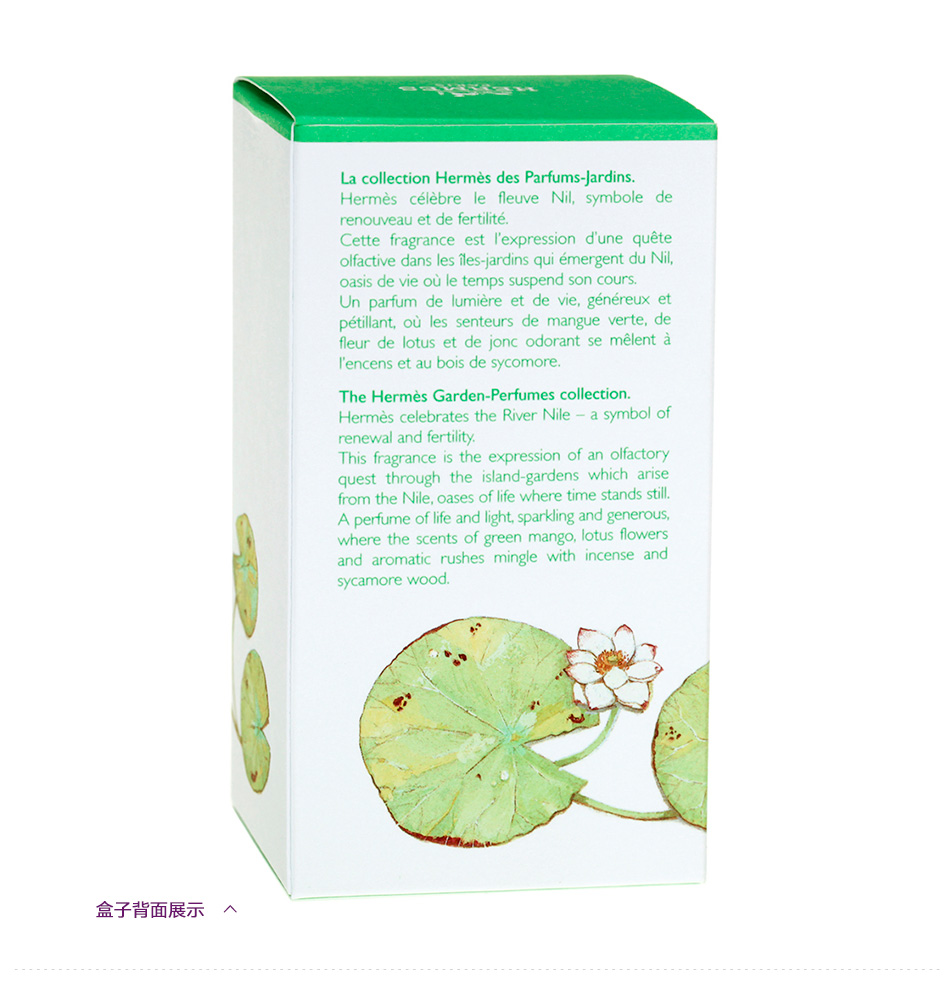 HERMÈS
La collection Hermès des Parfums-Jardins.
Hermès célèbre le fleuve Nil, symbole de
renouveau et de fertilité.
Cette fragrance est l'expression d'une quête
olfactive dans les îles-jardins qui émergent du Nil,
oasis de vie où le temps suspend son cours.
Un parfum de lumière et de vie, généreux et
pétillant, où les senteurs de mangue verte, de
fleur de lotus et de jonc odorant se mêlent à
l'encens et au bois de sycomore.
The Hermès Garden-Perfumes collection.
Hermès celebrates the River Nile – a symbol of
renewal and fertility.
This fragrance is the expression of an olfactory
quest through the island-gardens which arise
from the Nile, oases of life where time stands still.
A perfume of life and light, sparkling and generous,
where the scents of green mango, lotus flowers
and aromatic rushes mingle with incense and
sycamore wood.
盒子背面展示